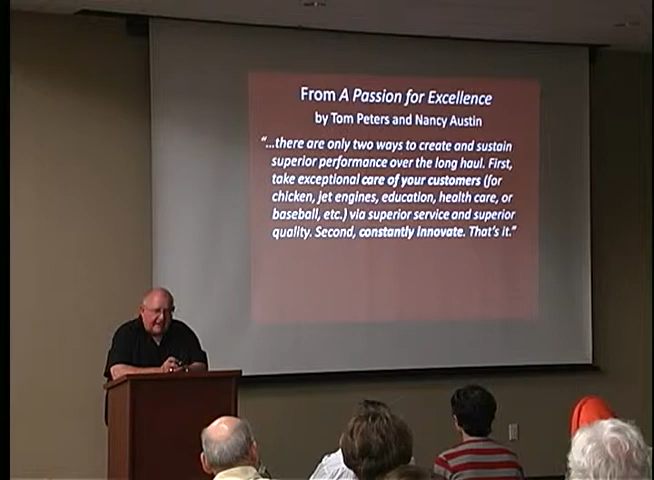 From A Passion for Excellence
by Tom Peters and Nancy Austin
"...there are only two ways to create and sustain
superior performance over the long haul. First,
take exceptional care of your customers (for
chicken, jet engines, education, health care, or
baseball, etc.) via superior service and superior
quality. Second, constantly innovate. That's it."